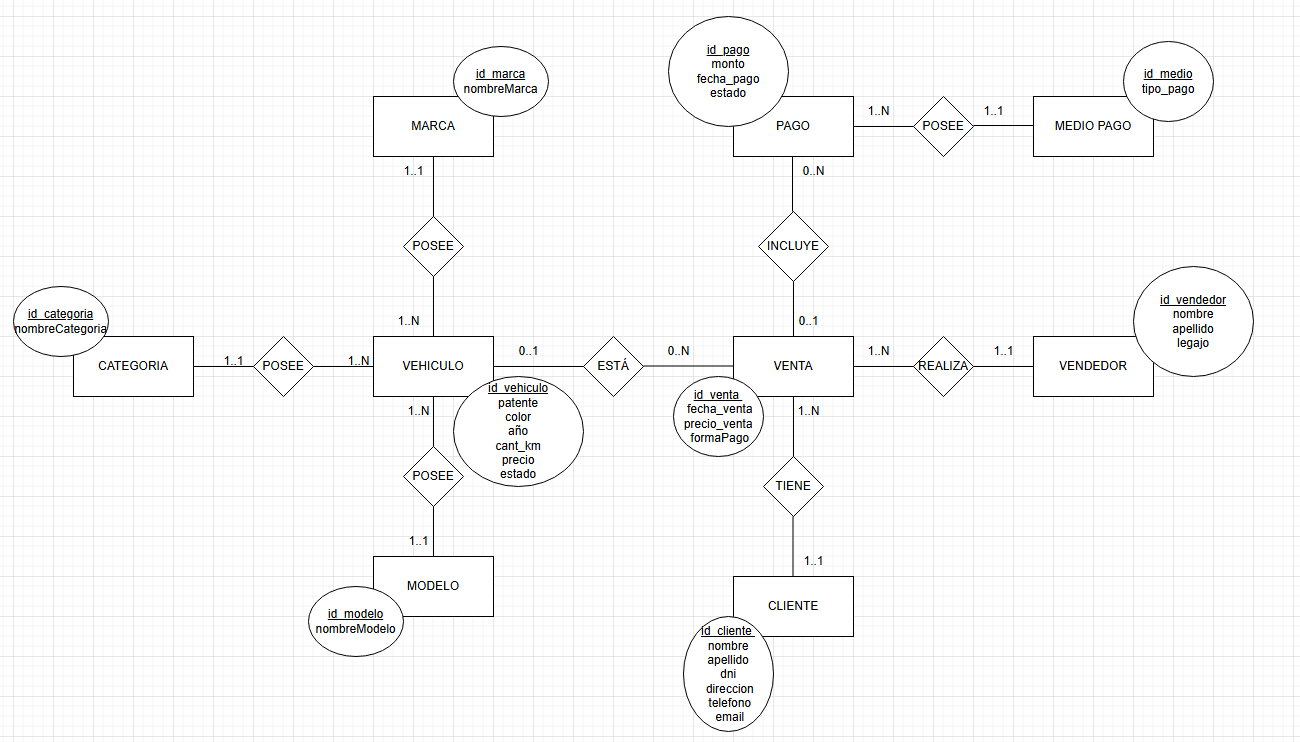 id_pago
monto
fecha_pago
estado
id_marca
nombreMarca
id_medio
tipo_pago
MARCA
PAGO
1..N
POSEE
1..1
MEDIO PAGO
1..1
0..N
POSEE
INCLUYE
id_categoria
nombreCategoria
id_vendedor
nombre
apellido
legajo
1..N
0..1
CATEGORIA
1..1
POSEE
1..N
VEHICULO
0..1
ESTÁ
0..N
VENTA
1..N
REALIZA
1..1
VENDEDOR
id_vehiculo
patente
color
año
cant_km
precio
estado
id_venta
fecha_venta
precio_venta
formaPago
1..N
1..N
POSEE
TIENE
1..1
1..1
MODELO
id_modelo
nombreModelo
CLIENTE
id_cliente
nombre
apellido
dni
direccion
telefono
email